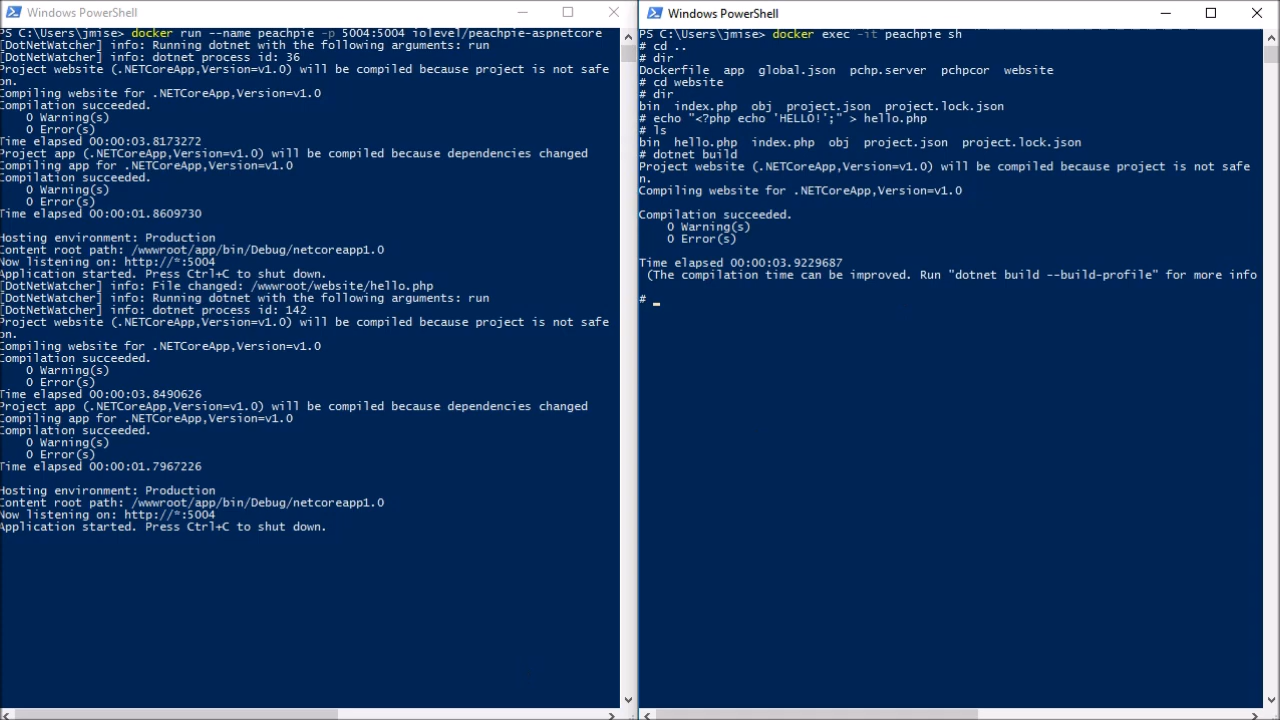 Windows PowerShell
PS C:\Users\jmise> docker run --name peachpie -p 5004:5004 iolevel/peachpie-aspnetcore
[DotNetWatcher] info: Running dotnet with the following arguments: run
[DotNetWatcher] info: dotnet process id: 36
Project website (.NETCoreApp,Version=v1.0) will be compiled because project is not safe
n.
Compiling website for .NETCoreApp,Version=v1.0
Compilation succeeded.
0 Warning(s)
0 Error(s)
Time elapsed 00:00:03.8173272
Project app (.NETCoreApp,Version=v1.0) will be compiled because dependencies changed
Compiling app for .NETCoreApp,Version=v1.0
Compilation succeeded.
0 Warning(s)
0 Error(s)
Time elapsed 00:00:01.8609730
Hosting environment: Production
Content root path: /wwwroot/app/bin/Debug/netcoreapp1.0
Now listening on: http://*:5004
Application started. Press Ctrl+C to shut down.
[DotNetWatcher] info: File changed: /wwwroot/website/hello.php
[DotNetWatcher] info: Running dotnet with the following arguments: run
[DotNetWatcher] info: dotnet process id: 142
Project website (.NETCoreApp,Version=v1.0) will be compiled because project is not safe
n.
Compiling website for .NETCoreApp,Version=v1.0
Compilation succeeded.
0 Warning(s)
0 Error(s)
Time elapsed 00:00:03.8490626
Project app (.NETCoreApp,Version=v1.0) will be compiled because dependencies changed
Compiling app for .NETCoreApp,Version=v1.0
Compilation succeeded.
0 Warning(s)
0 Error(s)
Time elapsed 00:00:01.7967226
Hosting environment: Production
Content root path: /wwwroot/app/bin/Debug/netcoreapp1.0
Now listening on: http://*:5004
Application started. Press Ctrl+C to shut down.
Windows PowerShell
PS C:\Users\jmise> docker exec -it peachpie sh
# cd ..
# dir
Dockerfile app global.json pchp.server pchpcor website
# cd website
# dir
bin index.php obj project.json project.lock.json
# echo "<?php echo 'HELLO!';" > hello.php
# ls
bin hello.php index.php obj project.json project.lock.json
# dotnet build
Project website (.NETCoreApp,Version=v1.0) will be compiled because project is not safe
n.
Compiling website for .NETCoreApp,Version=v1.0
Compilation succeeded.
0 Warning(s)
0 Error(s)
Time elapsed 00:00:03.9229687
(The compilation time can be improved. Run "dotnet build --build-profile" for more info
# _